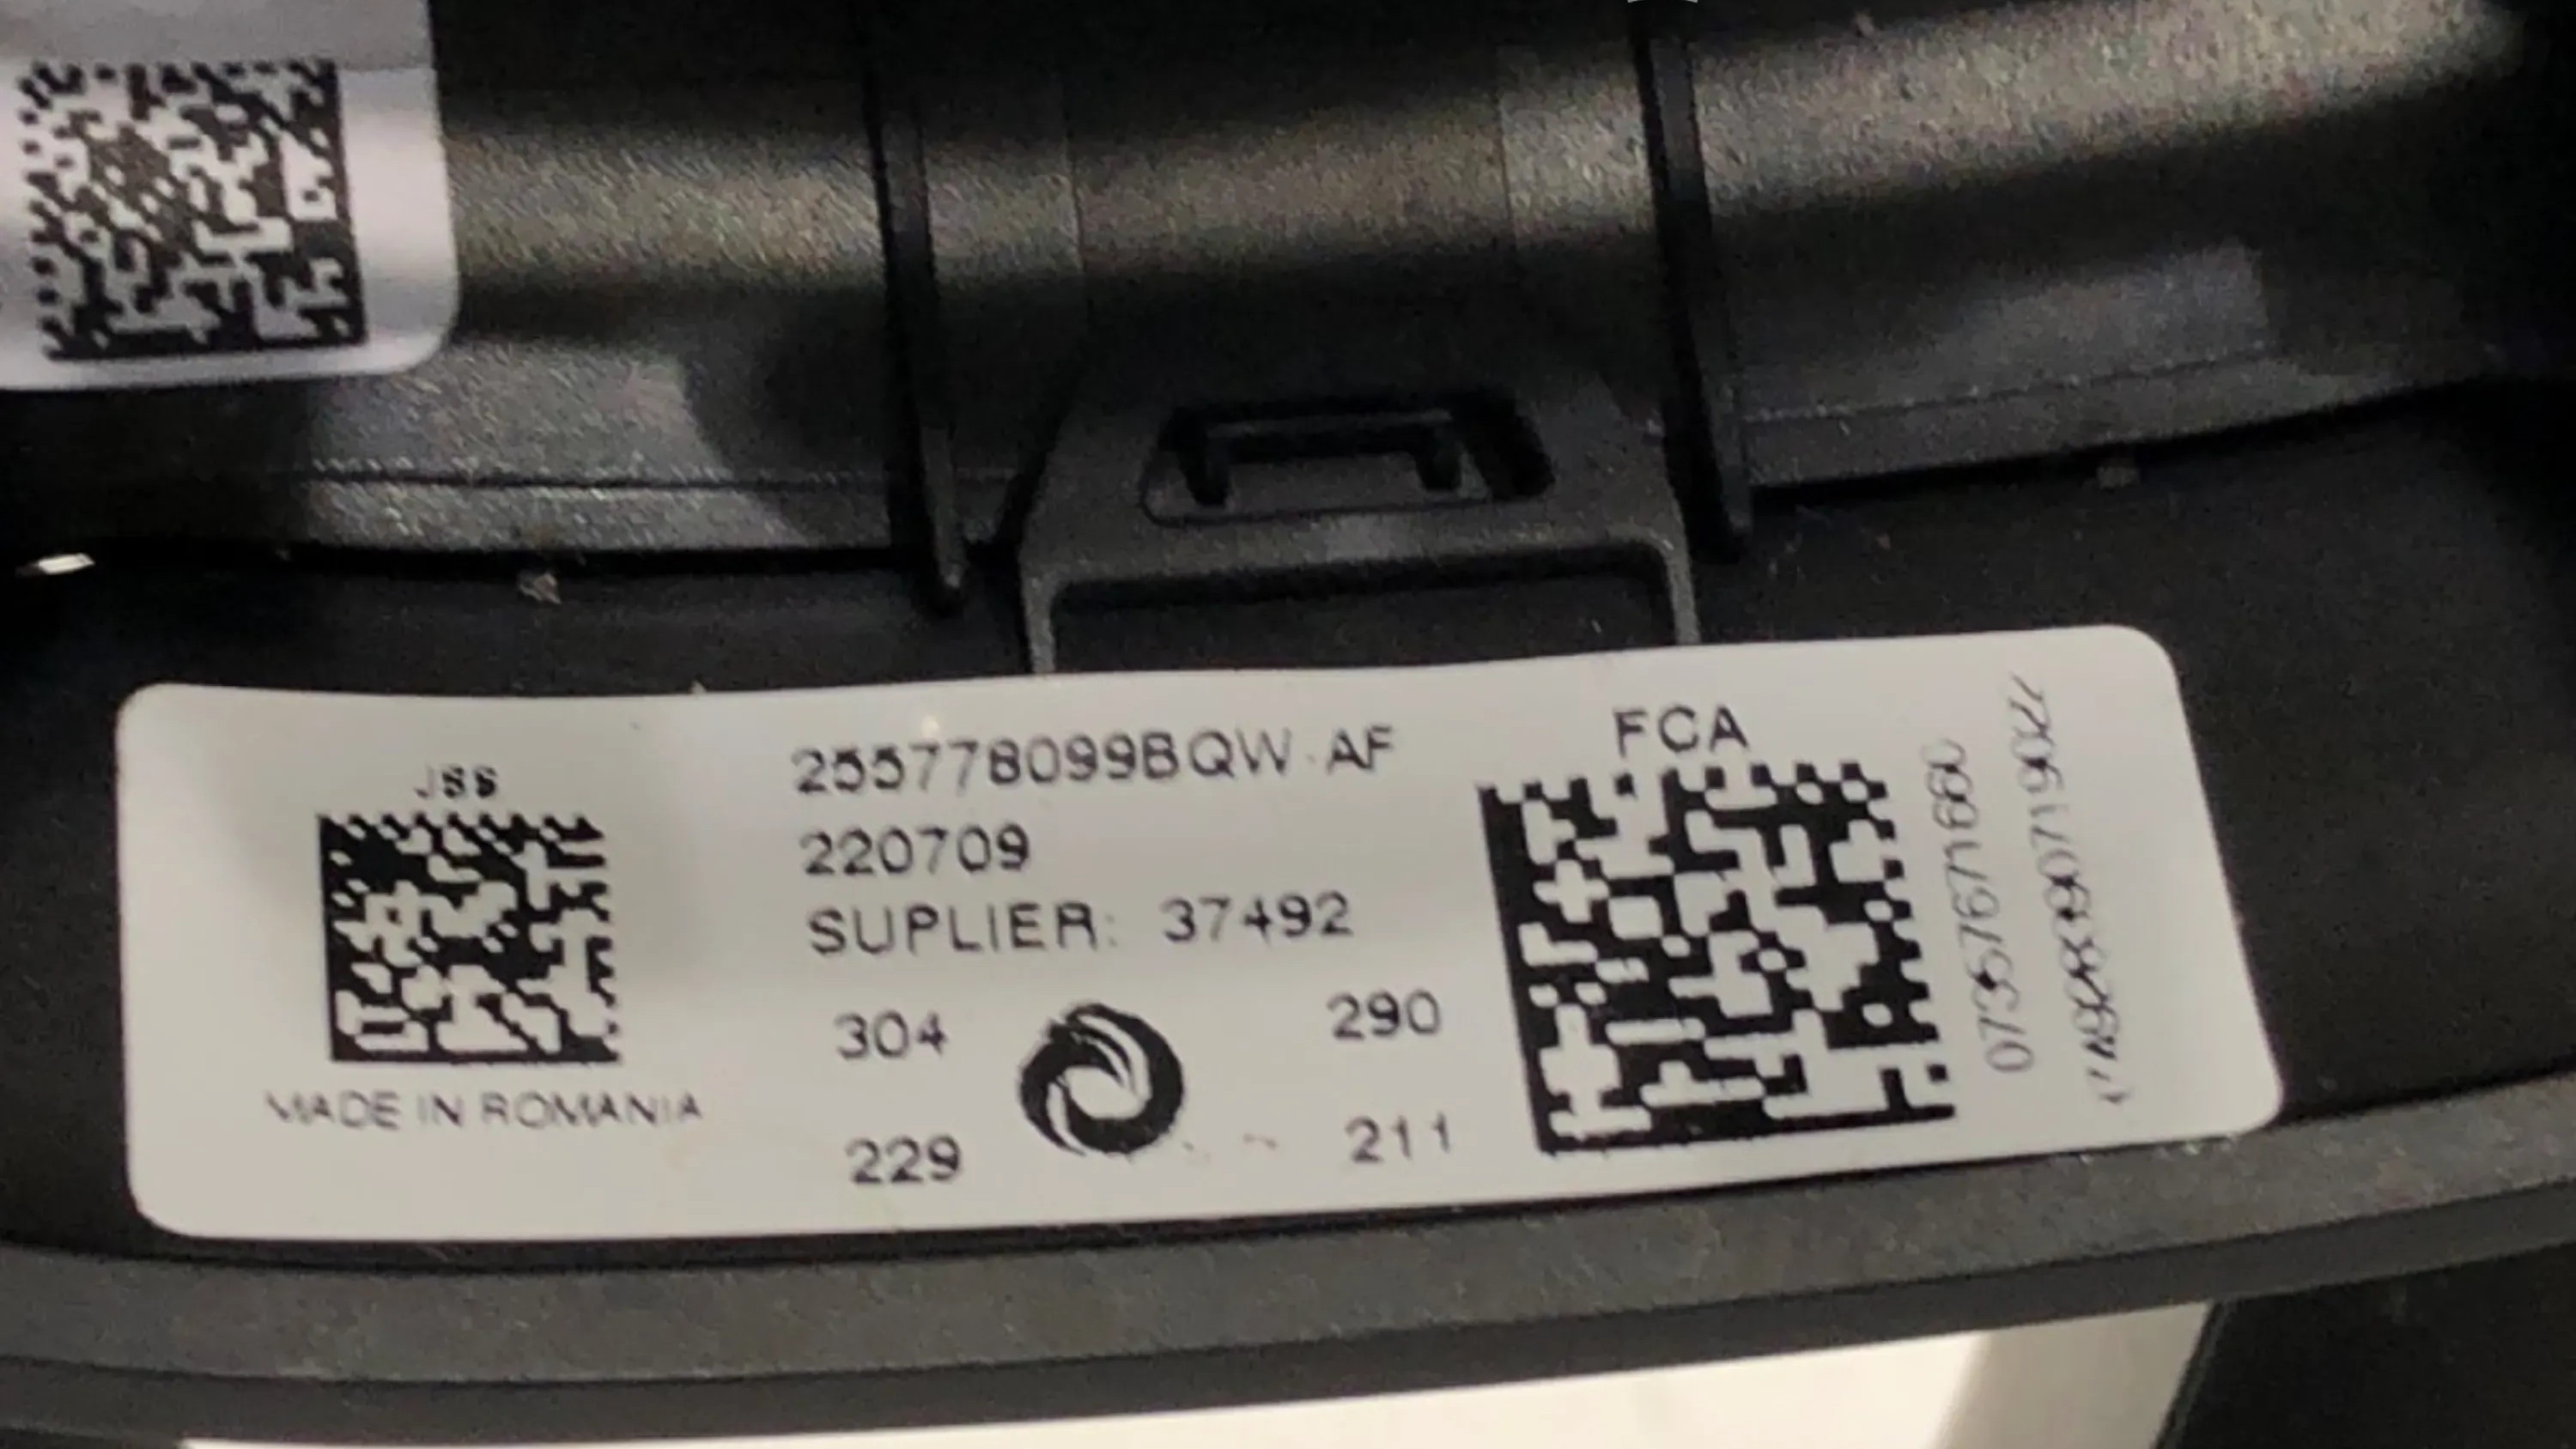 JSS
MADE IN ROMANIA
255778099BQW-AF
220709
SUPLIER: 37492
304
290
229
211
FCA
07357671660